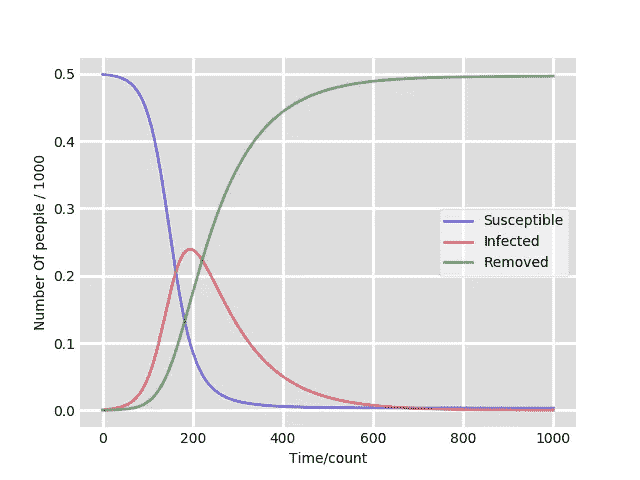 0.5
0.4
0.3
0.2
0.1
0.0
Number Of people / 1000
Susceptible
Infected
Removed
0 200 400 600 800 1000
Time/count